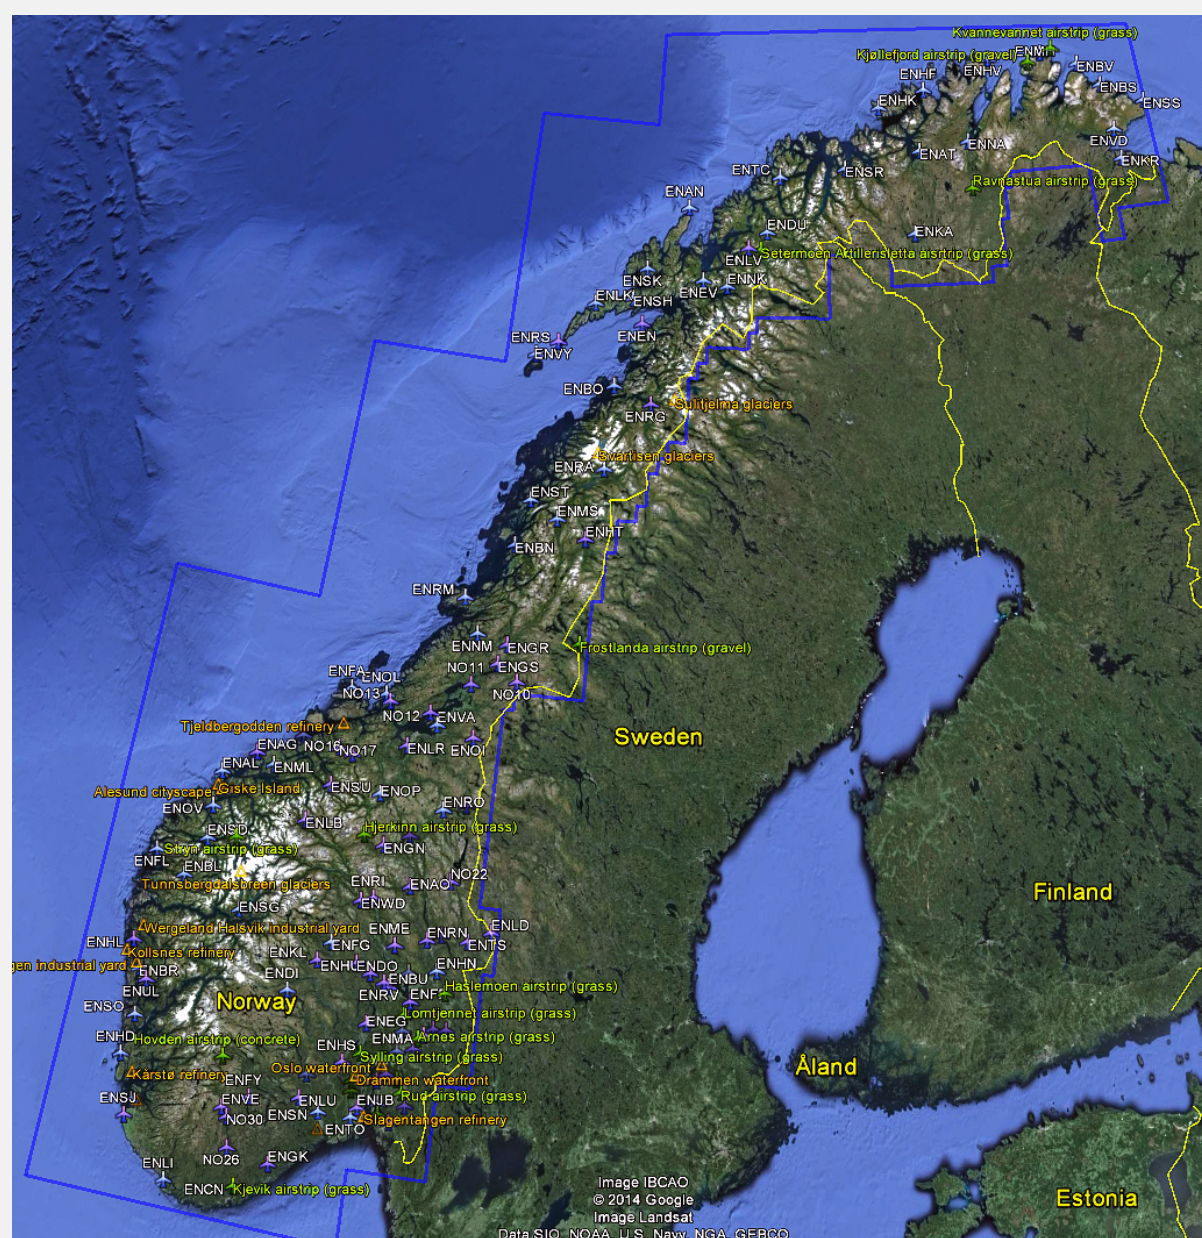 Kvannevannet airstrip (grass)
Kjøllefjord airstrip (gravel)
ENHV
ENBV
ENHF
ENBS
ENHK
ENSS
ENVD
ENNA
ENAT
ENKR
ENTC
ENSR
Ravnastua airstrip (grass)
ENAN
ENDU
ENKA
ENLV
Setermoen Artillerisletta aisrtrip (grass)
ENSK
ENEV
ENNK
ENLK
ENSH
ENEN
ENRS
ENVY
ENBO
Sulitjelma glaciers
ENRG
Svartisen glaciers
ENRA
ENST
ENMS
ENHT
ENBN
ENRM
ENNM
ENGR
Frostlanda airstrip (gravel)
NO11
ENGS
ENFA
ENOL
NO13
NO10
NO12
ENVA
Tjeldbergodden refinery
Sweden
ENAG
NO16
NO17
ENLR
ENOI
ENAL
ENML
ENSU
ENOP
Alesund cityscape
Giske Island
ENOV
ENRO
ENLB
Hjerkinn airstrip (grass)
ENSD
Stryn airstrip (grass)
ENGN
ENFL
ENBL
NO22
Tunnsbergdalsbreen glaciers
ENRI
ENAO
Finland
ENWD
ENSG
Wergeland Halsvik industrial yard
ENME
ENLD
ENHL
ENFG
ENRN
ENTS
Kollsnes refinery
ENKL
gen industrial yard
ENHU
ENDO
ENHN
ENBR
ENDI
ENBU
ENUL
ENRV
Haslemoen airstrip (grass)
Norway
ENSO
Lomtjennet airstrip (grass)
ENEG
ENHD
Hovden airstrip (concrete)
ENMA
Arnes airstrip (grass)
ENHS
Sylling airstrip (grass)
Oslo waterfront
Åland
Kårstø refinery
ENFY
Drammen waterfront
ENSJ
ENVE
ENLU
Rud airstrip (grass)
ENJB
NO30
ENSN
Slagentangen refinery
ENTO
NO26
ENGK
ENLI
ENCN
Kjevik airstrip (grass)
Image IBCAO
© 2014 Google
Image Landsat
Data SIO, NOAA, U.S. Navy, NGA, GEBCO
Estonia